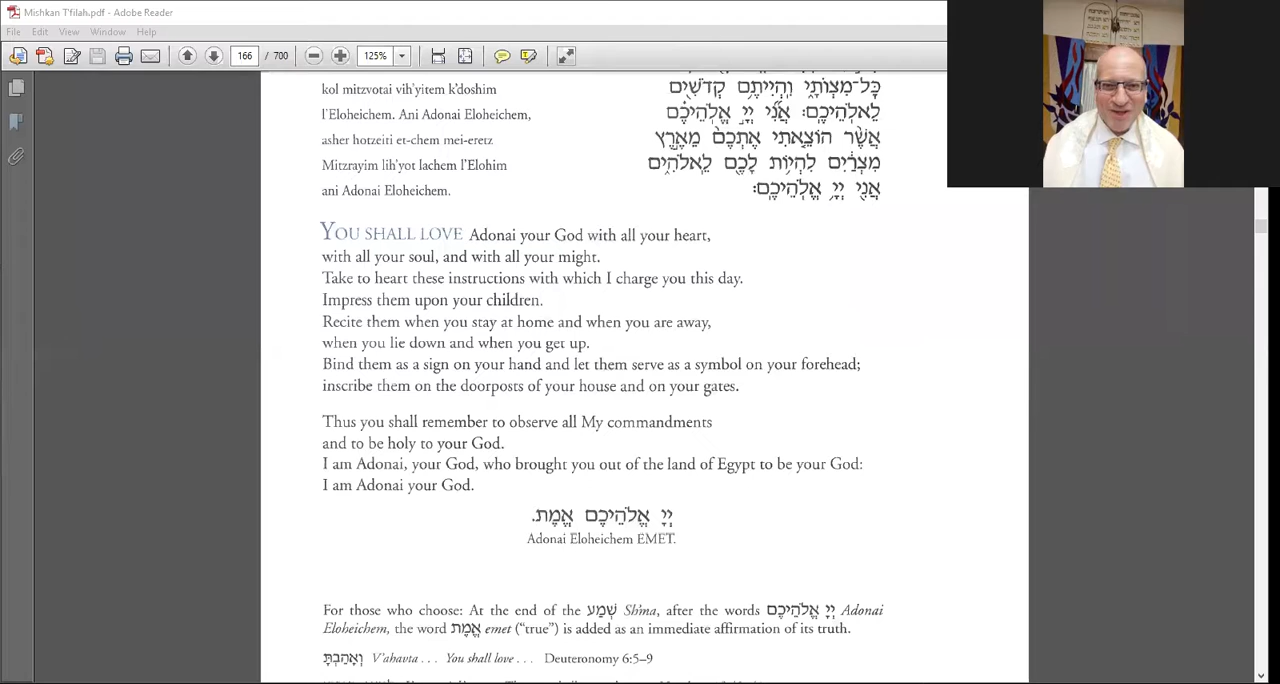 Mishkan T'filah.pdf - Adobe Reader
File Edit View Window Help
166 / 700 125%
kol mitzvotai vih'yitem k'doshim
l'Eloheichem. Ani Adonai Eloheichem,
asher hotzeiti et-chem mei-eretz
Mitzrayim lih'yot lachem l'Elohim
ani Adonai Eloheichem.
כׇּל־מִצְוֺתָי וִהְיִיתֶם קְדֹשִׁים
לֵאלֹהֵיכֶם: אֲנִי יְיָ אֱלֹהֵיכֶם
אֲשֶׁר הוֹצֵאתִי אֶתְכֶם מֵאֶרֶץ
מִצְרַיִם לִהְיוֹת לָכֶם לֵאלֹהִים
אֲנִי יְיָ אֱלֹהֵיכֶם:
YOU SHALL LOVE Adonai your God with all your heart,
with all your soul, and with all your might.
Take to heart these instructions with which I charge you this day.
Impress them upon your children.
Recite them when you stay at home and when you are away,
when you lie down and when you get up.
Bind them as a sign on your hand and let them serve as a symbol on your forehead;
inscribe them on the doorposts of your house and on your gates.
Thus you shall remember to observe all My commandments
and to be holy to your God.
I am Adonai, your God, who brought you out of the land of Egypt to be your God:
I am Adonai your God.
יְיָ אֱלֹהֵיכֶם אֱמֶת.
Adonai Eloheichem EMET.
For those who choose: At the end of the שְׁמַע Sh'ma, after the words יְיָ אֱלֹהֵיכֶם Adonai
Eloheichem, the word אֱמֶת emet ("true") is added as an immediate affirmation of its truth.
וְאָהַבְתָּ V'ahavta . . . You shall love . . . Deuteronomy 6:5–9